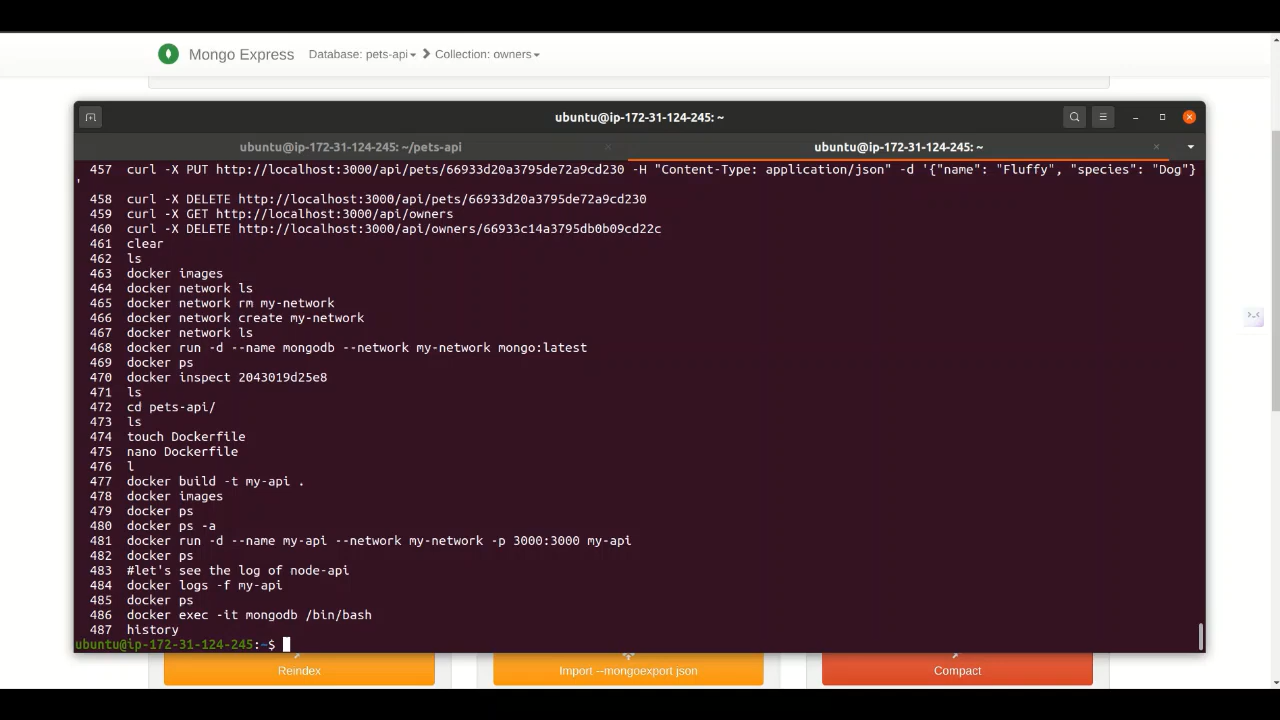 Mongo Express Database: pets-api Collection: owners
ubuntu@ip-172-31-124-245: ~
ubuntu@ip-172-31-124-245: ~/pets-api
ubuntu@ip-172-31-124-245: ~
457 curl -X PUT http://localhost:3000/api/pets/66933d20a3795de72a9cd230 -H "Content-Type: application/json" -d '{"name": "Fluffy", "species": "Dog"}
'
458 curl -X DELETE http://localhost:3000/api/pets/66933d20a3795de72a9cd230
459 curl -X GET http://localhost:3000/api/owners
460 curl -X DELETE http://localhost:3000/api/owners/66933c14a3795db0b09cd22c
461 clear
462 ls
463 docker images
464 docker network ls
465 docker network rm my-network
466 docker network create my-network
467 docker network ls
468 docker run -d --name mongodb --network my-network mongo:latest
469 docker ps
470 docker inspect 2043019d25e8
471 ls
472 cd pets-api/
473 ls
474 touch Dockerfile
475 nano Dockerfile
476 l
477 docker build -t my-api .
478 docker images
479 docker ps
480 docker ps -a
481 docker run -d --name my-api --network my-network -p 3000:3000 my-api
482 docker ps
483 #let's see the log of node-api
484 docker logs -f my-api
485 docker ps
486 docker exec -it mongodb /bin/bash
487 history
ubuntu@ip-172-31-124-245:~$
Reindex
Import --mongoexport json
Compact